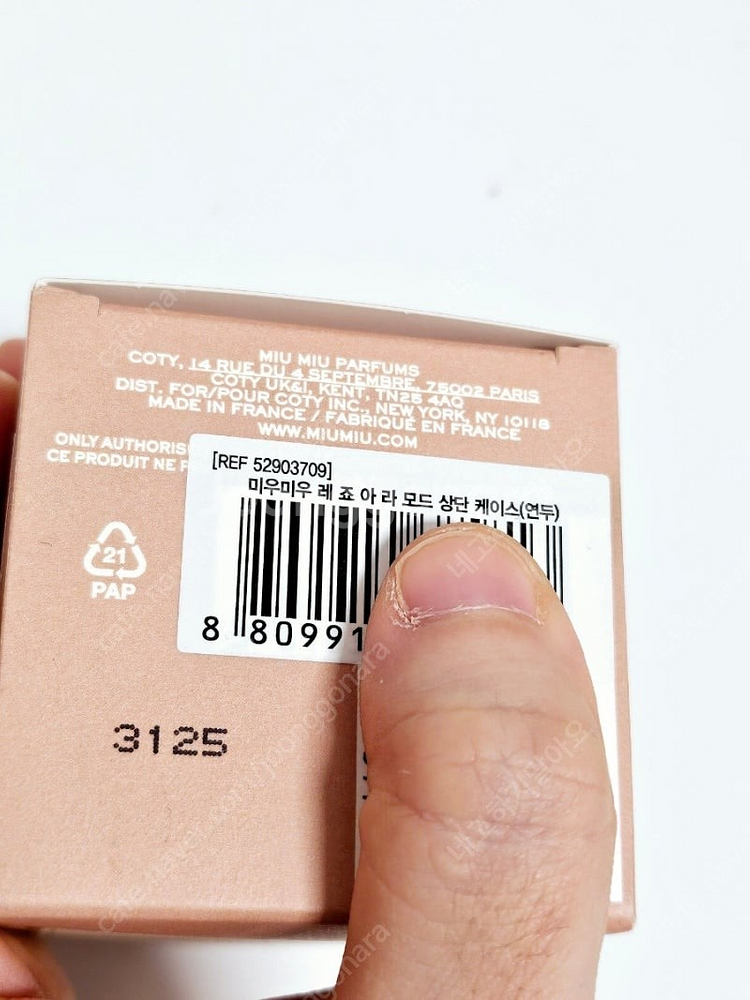 MIU MIU PARFUMS
COTY, 14 RUE DU 4 SEPTEMBRE, 75002 PARIS
COTY UK&I, KENT, TN25 4AQ
DIST. FOR/POUR COTY INC., NEW YORK, NY 10118
MADE IN FRANCE / FABRIQUÉ EN FRANCE
WWW.MIUMIU.COM
ONLY AUTHORIS
CE PRODUIT NE F
[REF 52903709]
미우미우 레 죠 아 라 모드 상단 케이스(연두)
8 80991
21
PAP
3125